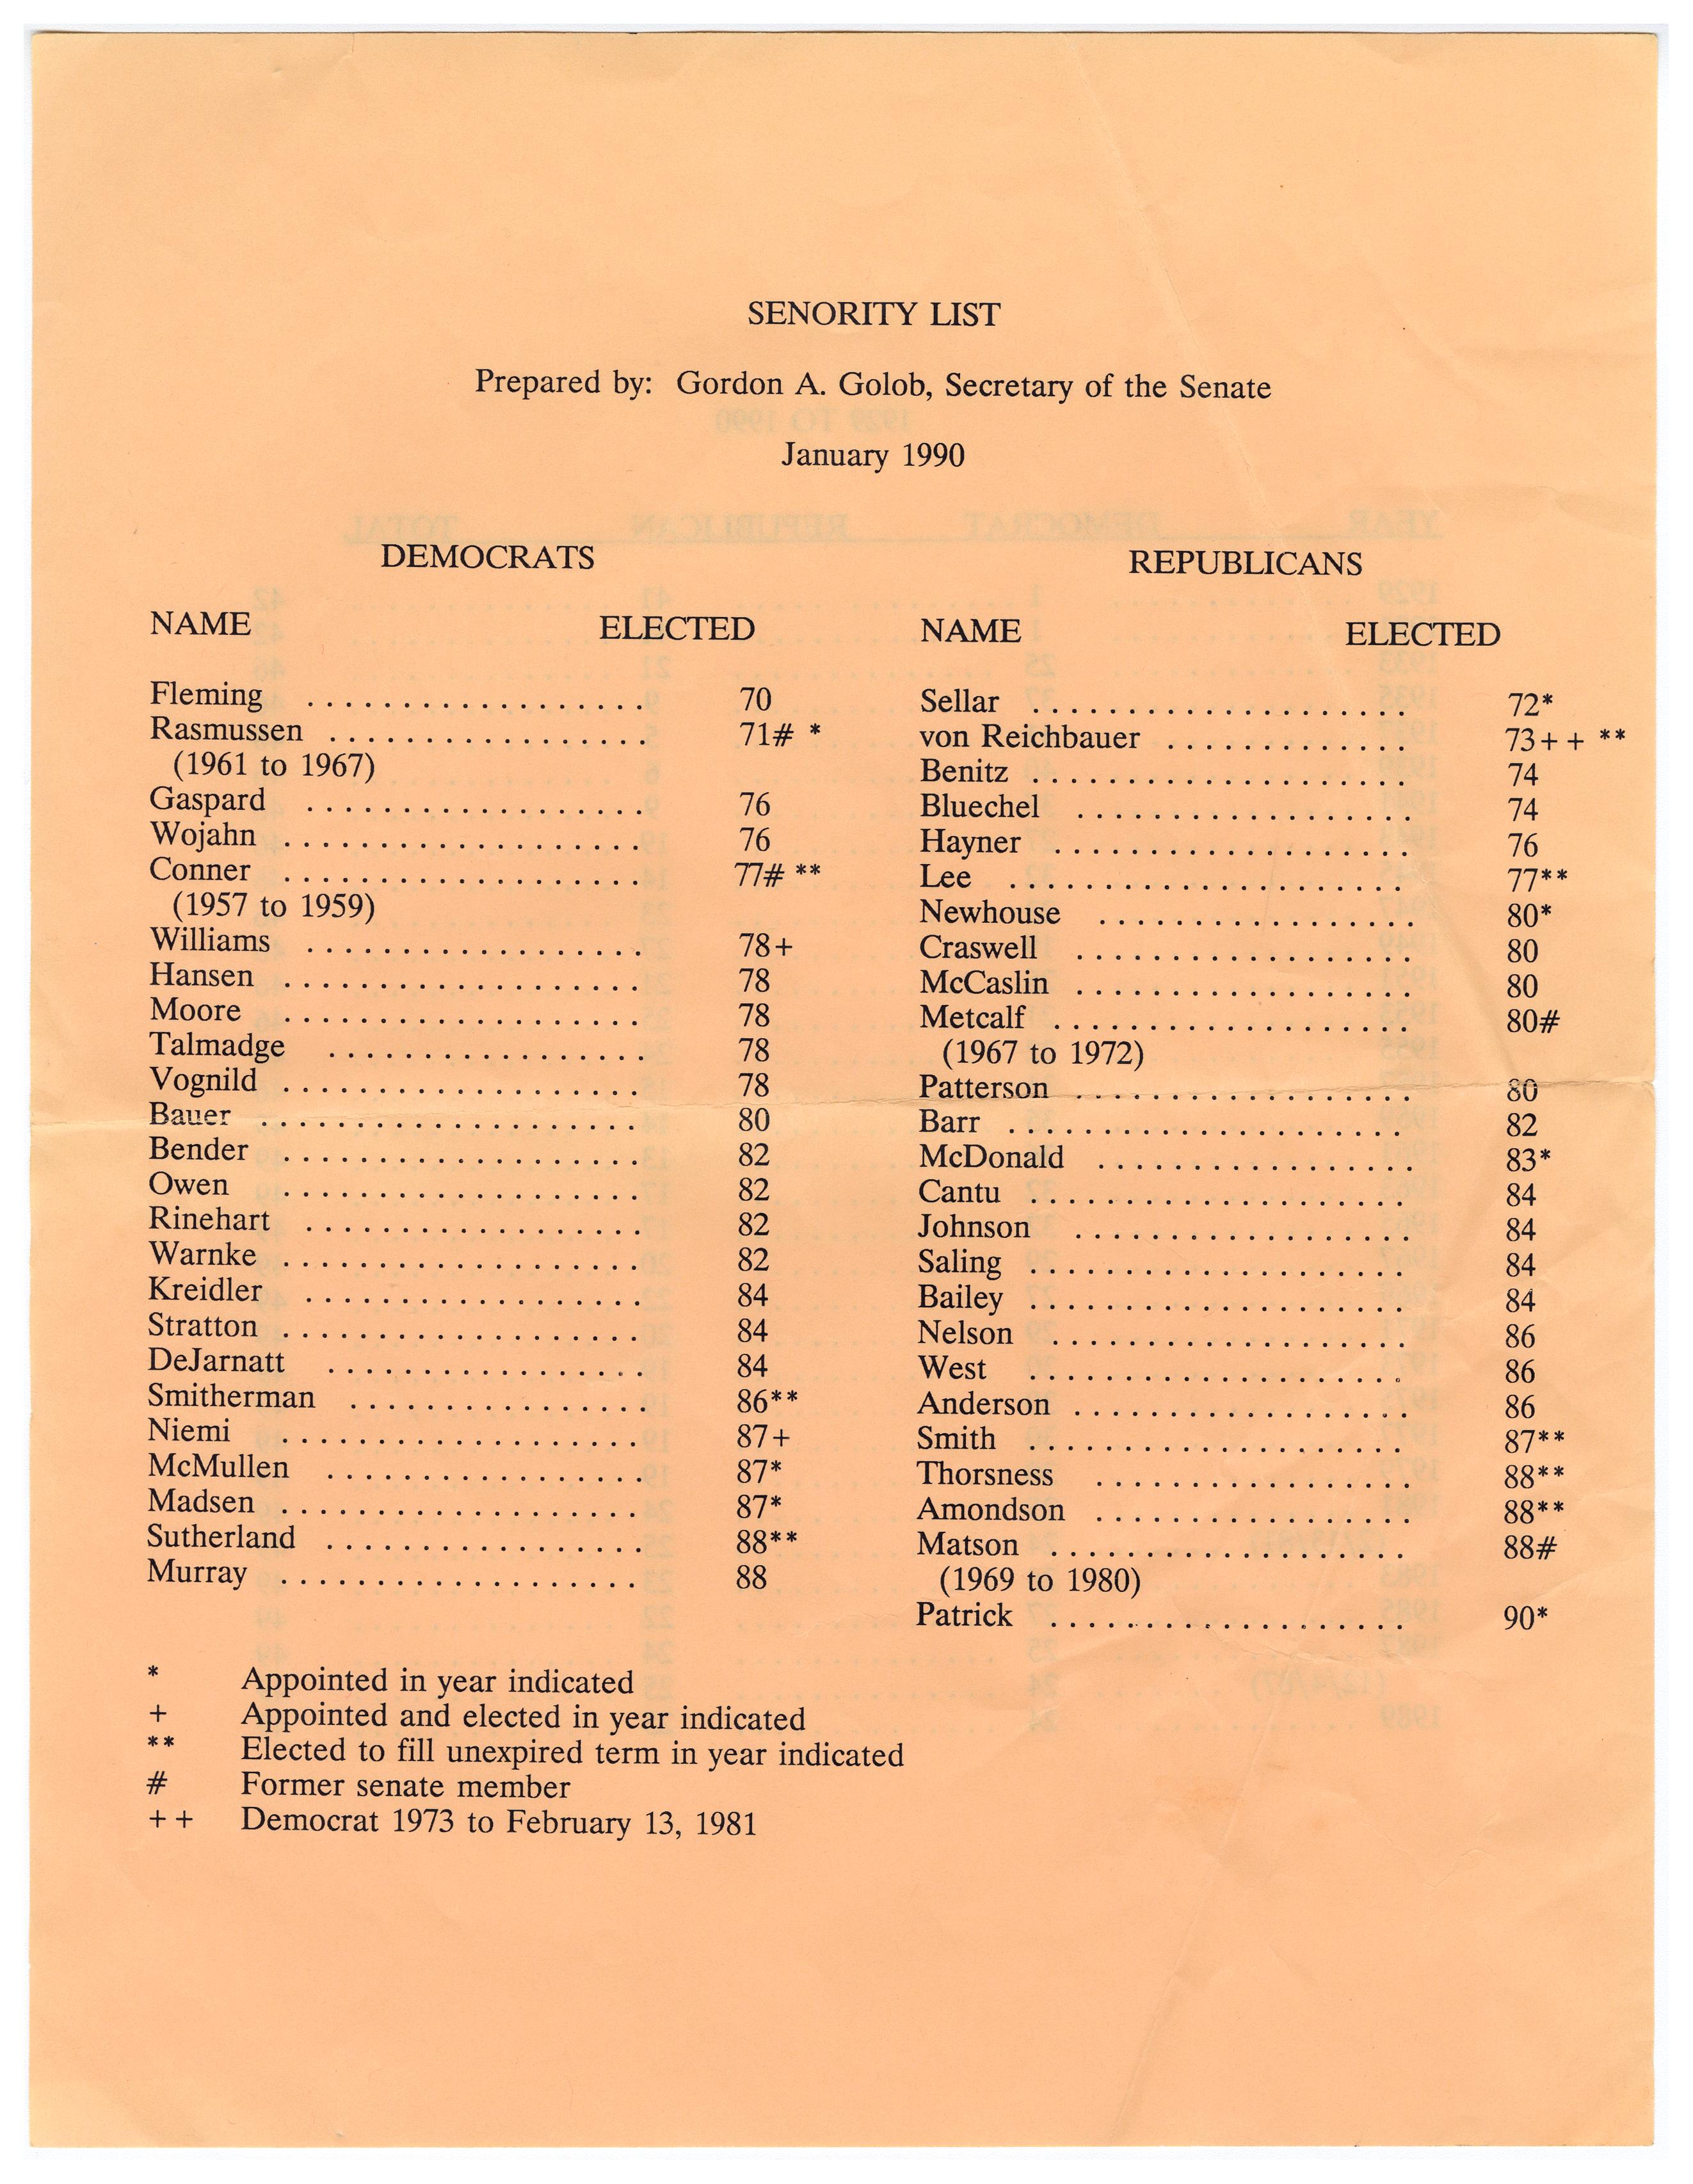 SENORITY LIST
Prepared by: Gordon A. Golob, Secretary of the Senate
January 1990
DEMOCRATS
NAME ELECTED
Fleming .................. 70
Rasmussen ................. 71# *
(1961 to 1967)
Gaspard .................. 76
Wojahn ................... 76
Conner ................... 77# **
(1957 to 1959)
Williams .................. 78+
Hansen ................... 78
Moore ................... 78
Talmadge ................. 78
Vognild ................... 78
Bauer .................... 80
Bender ................... 82
Owen ................... 82
Rinehart .................. 82
Warnke ................... 82
Kreidler .................. 84
Stratton ................... 84
DeJarnatt ................. 84
Smitherman ................ 86**
Niemi ................... 87+
McMullen ................. 87*
Madsen ................... 87*
Sutherland ................. 88**
Murray ................... 88
REPUBLICANS
NAME ELECTED
Sellar .................... 72*
von Reichbauer ............. 73++ **
Benitz .................... 74
Bluechel .................. 74
Hayner ................... 76
Lee ..................... 77**
Newhouse ................. 80*
Craswell .................. 80
McCaslin .................. 80
Metcalf ................... 80#
(1967 to 1972)
Patterson .................. 80
Barr ..................... 82
McDonald ................. 83*
Cantu .................... 84
Johnson .................. 84
Saling .................... 84
Bailey .................... 84
Nelson ................... 86
West .................... 86
Anderson .................. 86
Smith .................... 87**
Thorsness ................. 88**
Amondson ................. 88**
Matson ................... 88#
(1969 to 1980)
Patrick ................... 90*
* Appointed in year indicated
+ Appointed and elected in year indicated
** Elected to fill unexpired term in year indicated
# Former senate member
++ Democrat 1973 to February 13, 1981